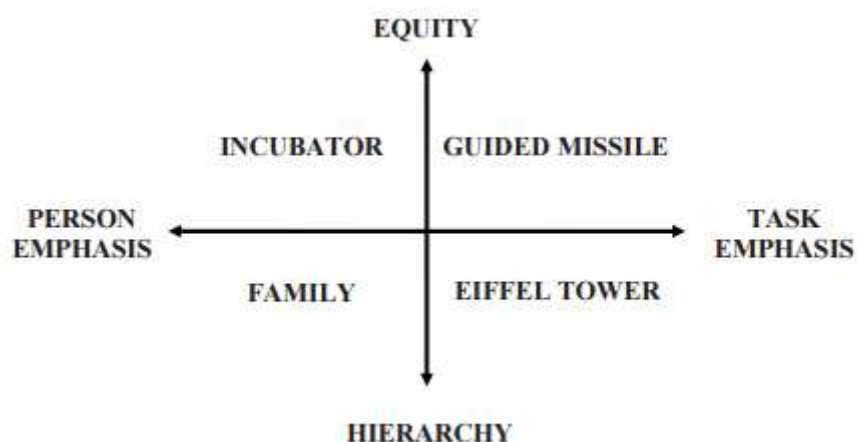 EQUITY
INCUBATOR
GUIDED MISSILE
PERSON
EMPHASIS
TASK
EMPHASIS
FAMILY
EIFFEL TOWER
HIERARCHY